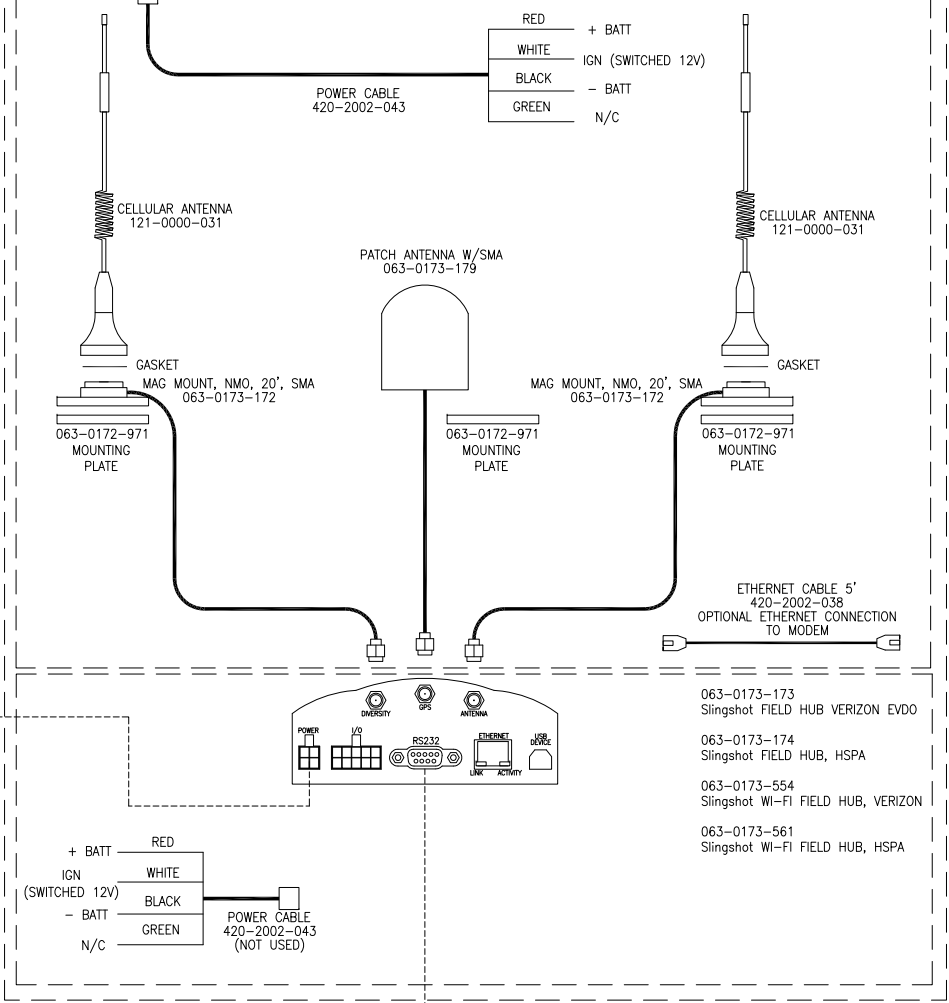 RED
+ BATT
WHITE
IGN (SWITCHED 12V)
BLACK
- BATT
GREEN
N/C
POWER CABLE
420-2002-043
CELLULAR ANTENNA
121-0000-031
CELLULAR ANTENNA
121-0000-031
PATCH ANTENNA W/SMA
063-0173-179
GASKET
MAG MOUNT, NMO, 20', SMA
063-0173-172
GASKET
MAG MOUNT, NMO, 20', SMA
063-0173-172
063-0172-971
MOUNTING
PLATE
063-0172-971
MOUNTING
PLATE
063-0172-971
MOUNTING
PLATE
ETHERNET CABLE 5'
420-2002-038
OPTIONAL ETHERNET CONNECTION
TO MODEM
DIVERSITY
GPS
ANTENNA
POWER
I/O
RS232
ETHERNET
USB
DEVICE
LINK
ACTIVITY
063-0173-173
Slingshot FIELD HUB VERIZON EVDO
063-0173-174
Slingshot FIELD HUB, HSPA
063-0173-554
Slingshot WI-FI FIELD HUB, VERIZON
063-0173-561
Slingshot WI-FI FIELD HUB, HSPA
+ BATT
RED
IGN
(SWITCHED 12V)
WHITE
- BATT
BLACK
N/C
GREEN
POWER CABLE
420-2002-043
(NOT USED)